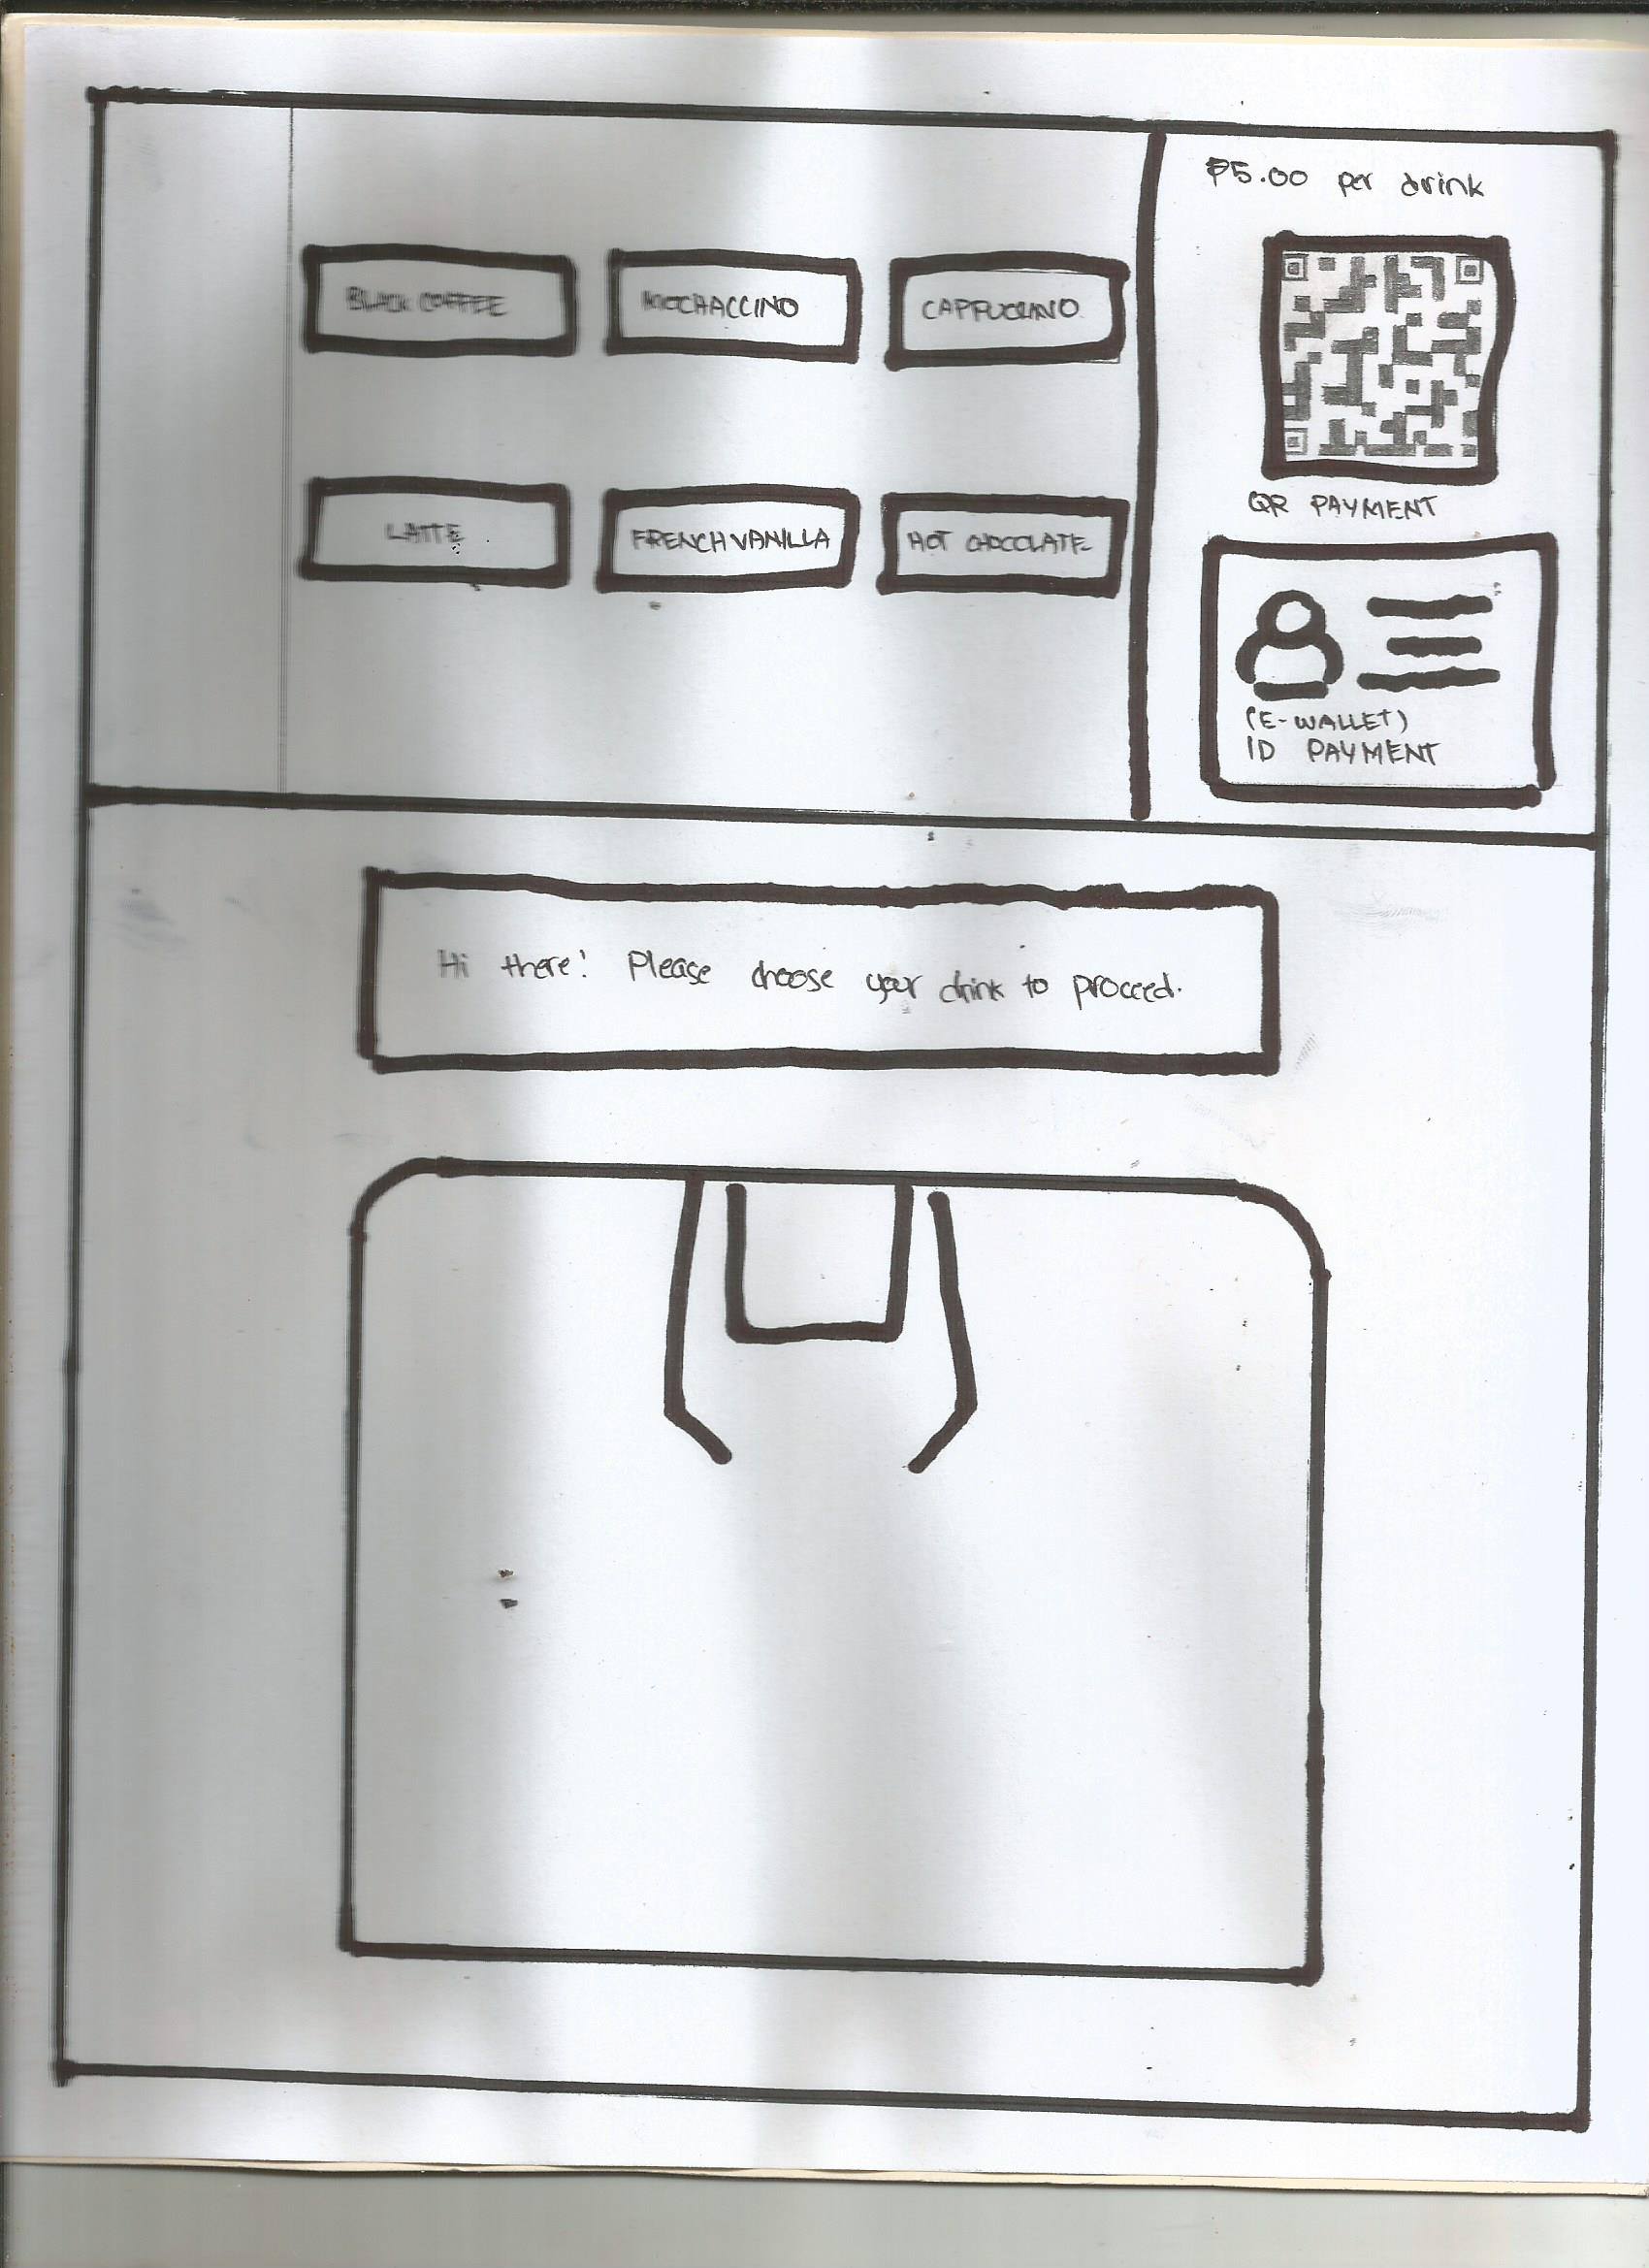 ₱5.00 per drink
BLACK COFFEE
MOCHACCINO
CAPPUCCINO
QR PAYMENT
LATTE
FRENCH VANILLA
HOT CHOCOLATE
(E-WALLET)
ID PAYMENT
Hi there! Please choose your drink to proceed.